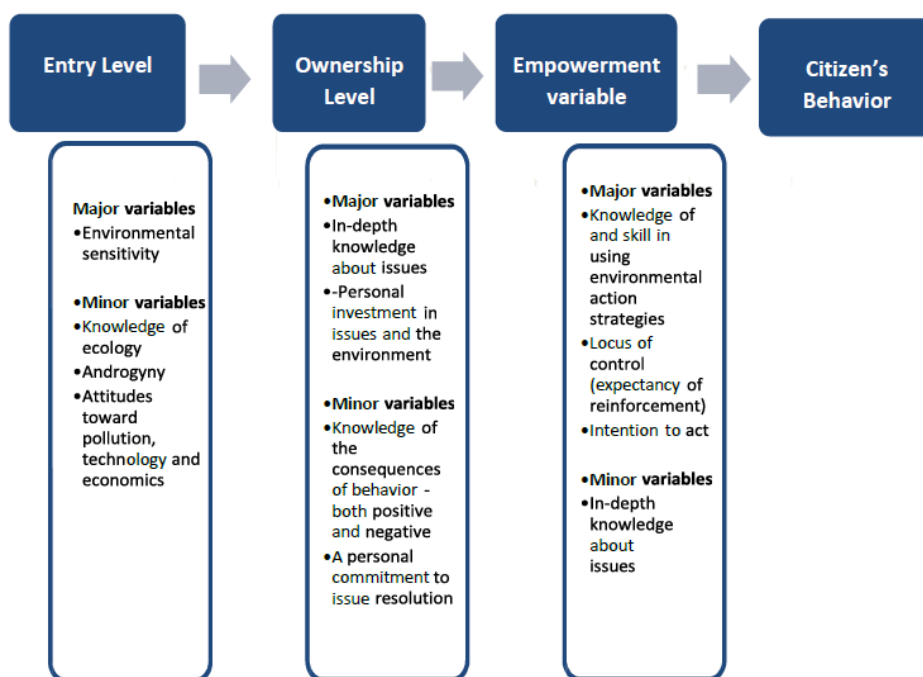 Entry Level
Ownership
Level
Empowerment
variable
Citizen's
Behavior
Major variables
•Environmental
sensitivity
•Minor variables
•Knowledge of
ecology
•Androgyny
•Attitudes
toward
pollution,
technology and
economics
•Major variables
•In-depth
knowledge
about issues
•-Personal
investment in
issues and the
environment
•Minor variables
•Knowledge of
the
consequences
of behavior -
both positive
and negative
•A personal
commitment to
issue resolution
•Major variables
•Knowledge of
and skill in
using
environmental
action
strategies
•Locus of
control
(expectancy of
reinforcement)
•Intention to act
•Minor variables
•In-depth
knowledge
about
issues